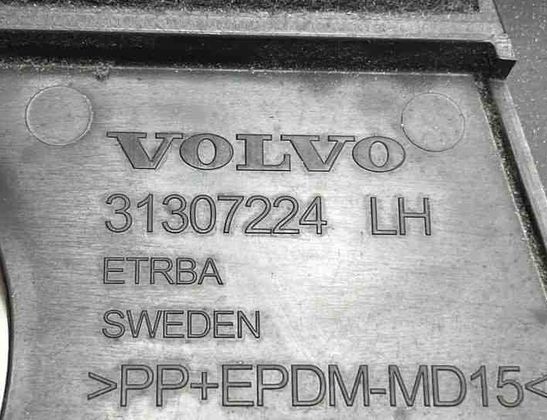 VOLVO
31307224 LH
ETRBA
SWEDEN
>PP+EPDM-MD15<